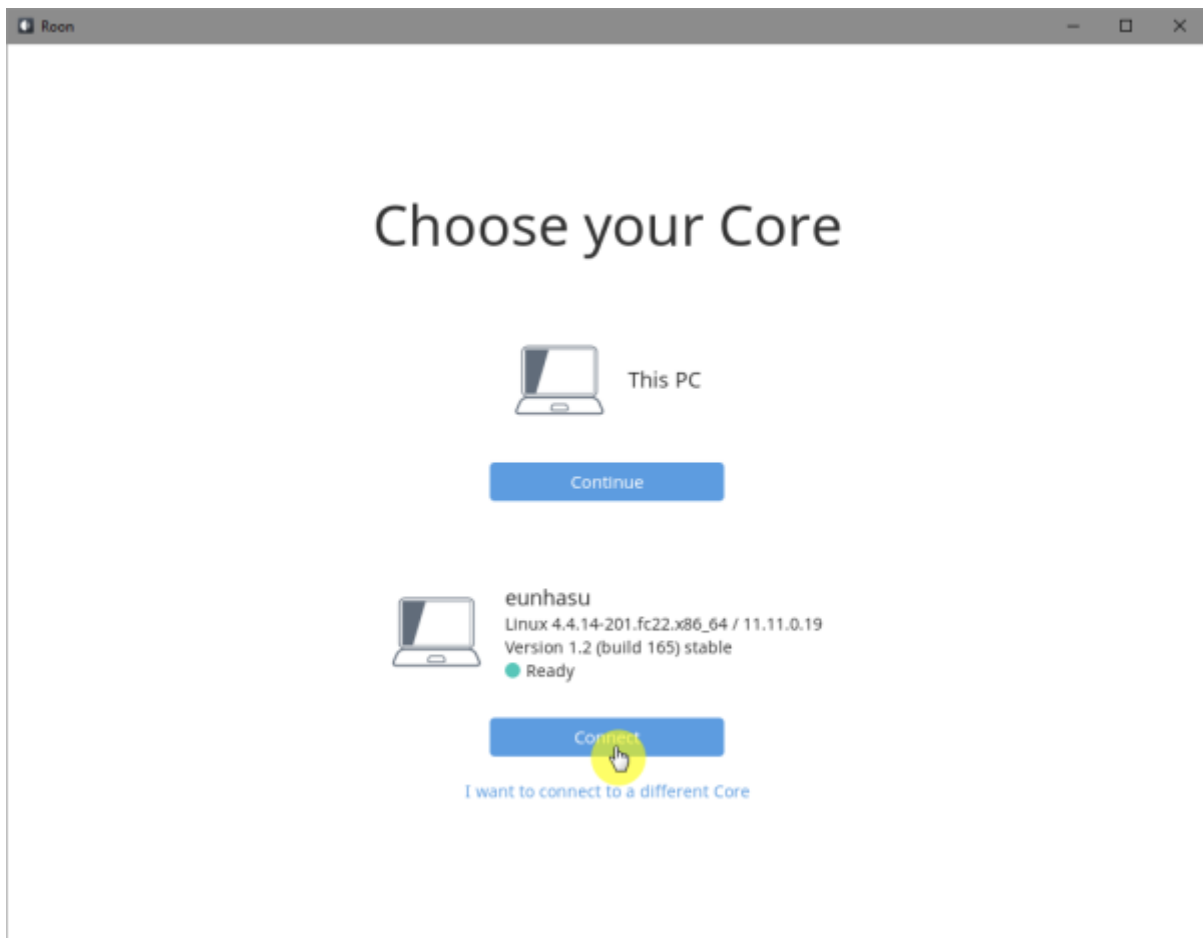 Roon
Choose your Core
This PC
Continue
eunhasu
Linux 4.4.14-201.fc22.x86_64 / 11.11.0.19
Version 1.2 (build 165) stable
Ready
Connect
I want to connect to a different Core